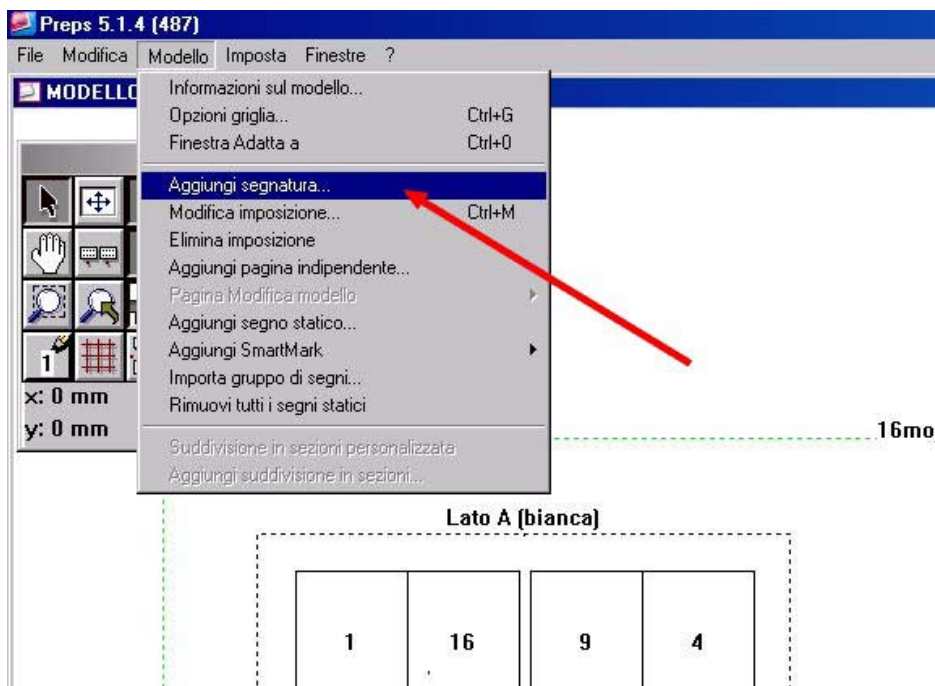 Preps 5.1.4 (487)
File Modifica Modello Imposta Finestre ?
MODELLO
Informazioni sul modello...
Opzioni griglia... Ctrl+G
Finestra Adatta a Ctrl+0
Aggiungi segnatura...
Modifica imposizione... Ctrl+M
Elimina imposizione
Aggiungi pagina indipendente...
Pagina Modifica modello
Aggiungi segno statico...
Aggiungi SmartMark
Importa gruppo di segni...
Rimuovi tutti i segni statici
Suddivisione in sezioni personalizzata
Aggiungi suddivisione in sezioni...
1
x: 0 mm
y: 0 mm
16mo
Lato A (bianca)
1 16 9 4